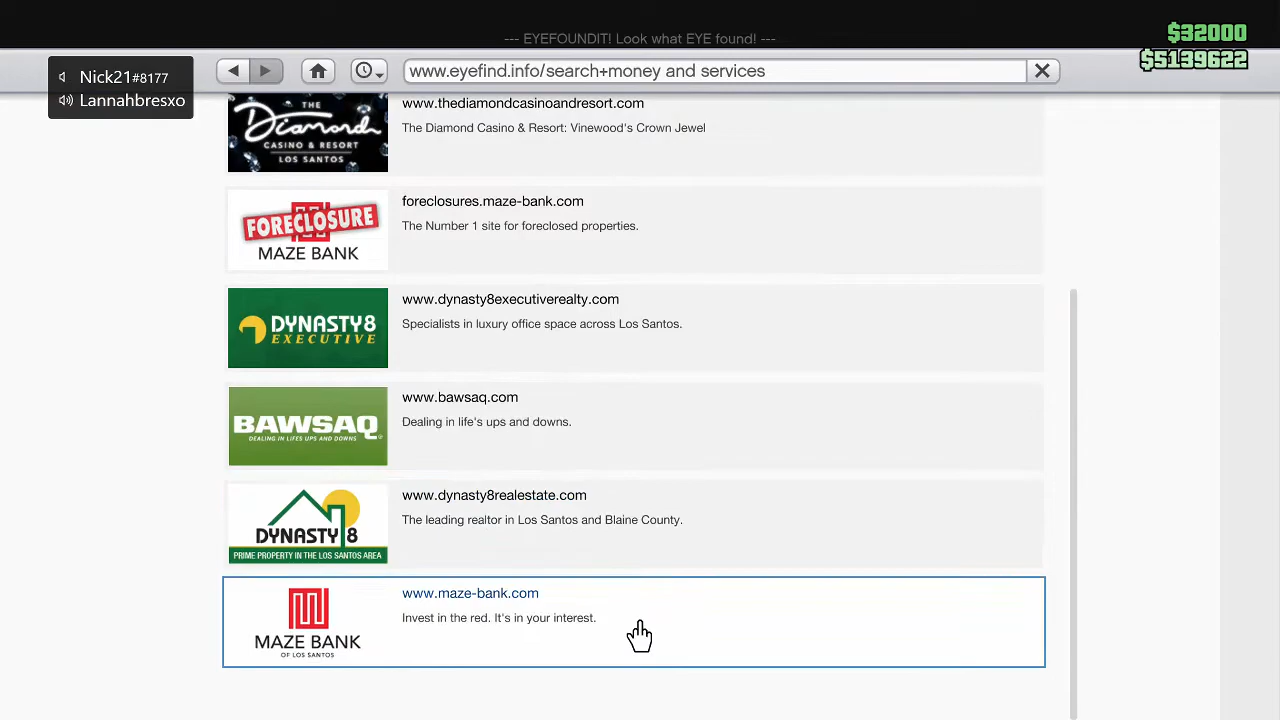 --- EYEFOUNDIT! Look what EYE found! ---
$32000
$5139622
Nick21#8177
Lannahbresxo
www.eyefind.info/search+money and services
THE
Diamond
CASINO & RESORT
LOS SANTOS
www.thediamondcasinoandresort.com
The Diamond Casino & Resort: Vinewood's Crown Jewel
FORECLOSURE
MAZE BANK
foreclosures.maze-bank.com
The Number 1 site for foreclosed properties.
DYNASTY8
EXECUTIVE
www.dynasty8executiverealty.com
Specialists in luxury office space across Los Santos.
BAWSAQ
DEALING IN LIFES UPS AND DOWNS
www.bawsaq.com
Dealing in life's ups and downs.
DYNASTY 8
PRIME PROPERTY IN THE LOS SANTOS AREA
www.dynasty8realestate.com
The leading realtor in Los Santos and Blaine County.
MAZE BANK
OF LOS SANTOS
www.maze-bank.com
Invest in the red. It's in your interest.